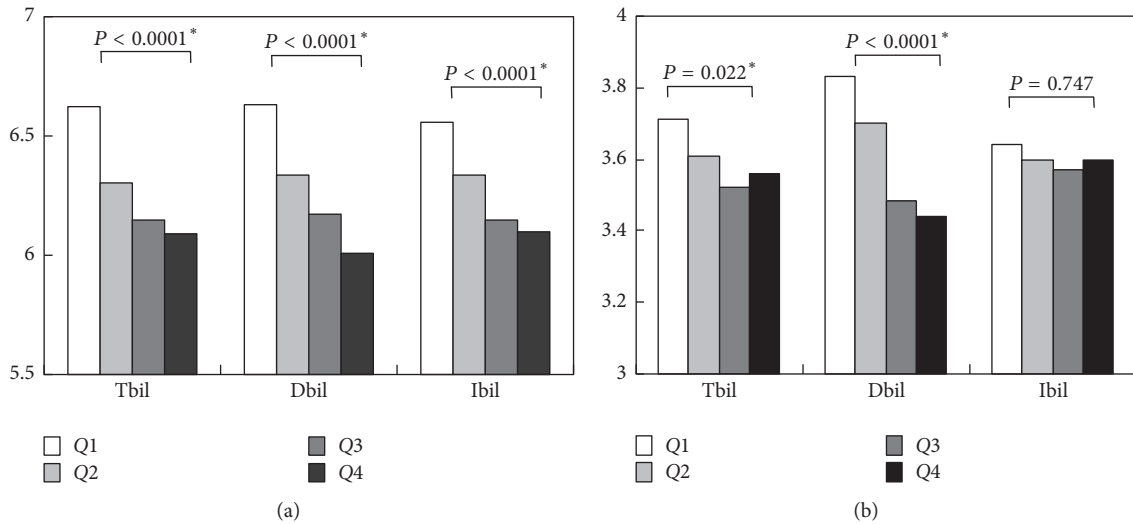 7
6.5
6
5.5
P < 0.0001*
P < 0.0001*
P < 0.0001*
Tbil
Dbil
Ibil
Q1
Q2
Q3
Q4
(a)
4
3.8
3.6
3.4
3.2
3
P = 0.022*
P < 0.0001*
P = 0.747
Tbil
Dbil
Ibil
Q1
Q2
Q3
Q4
(b)